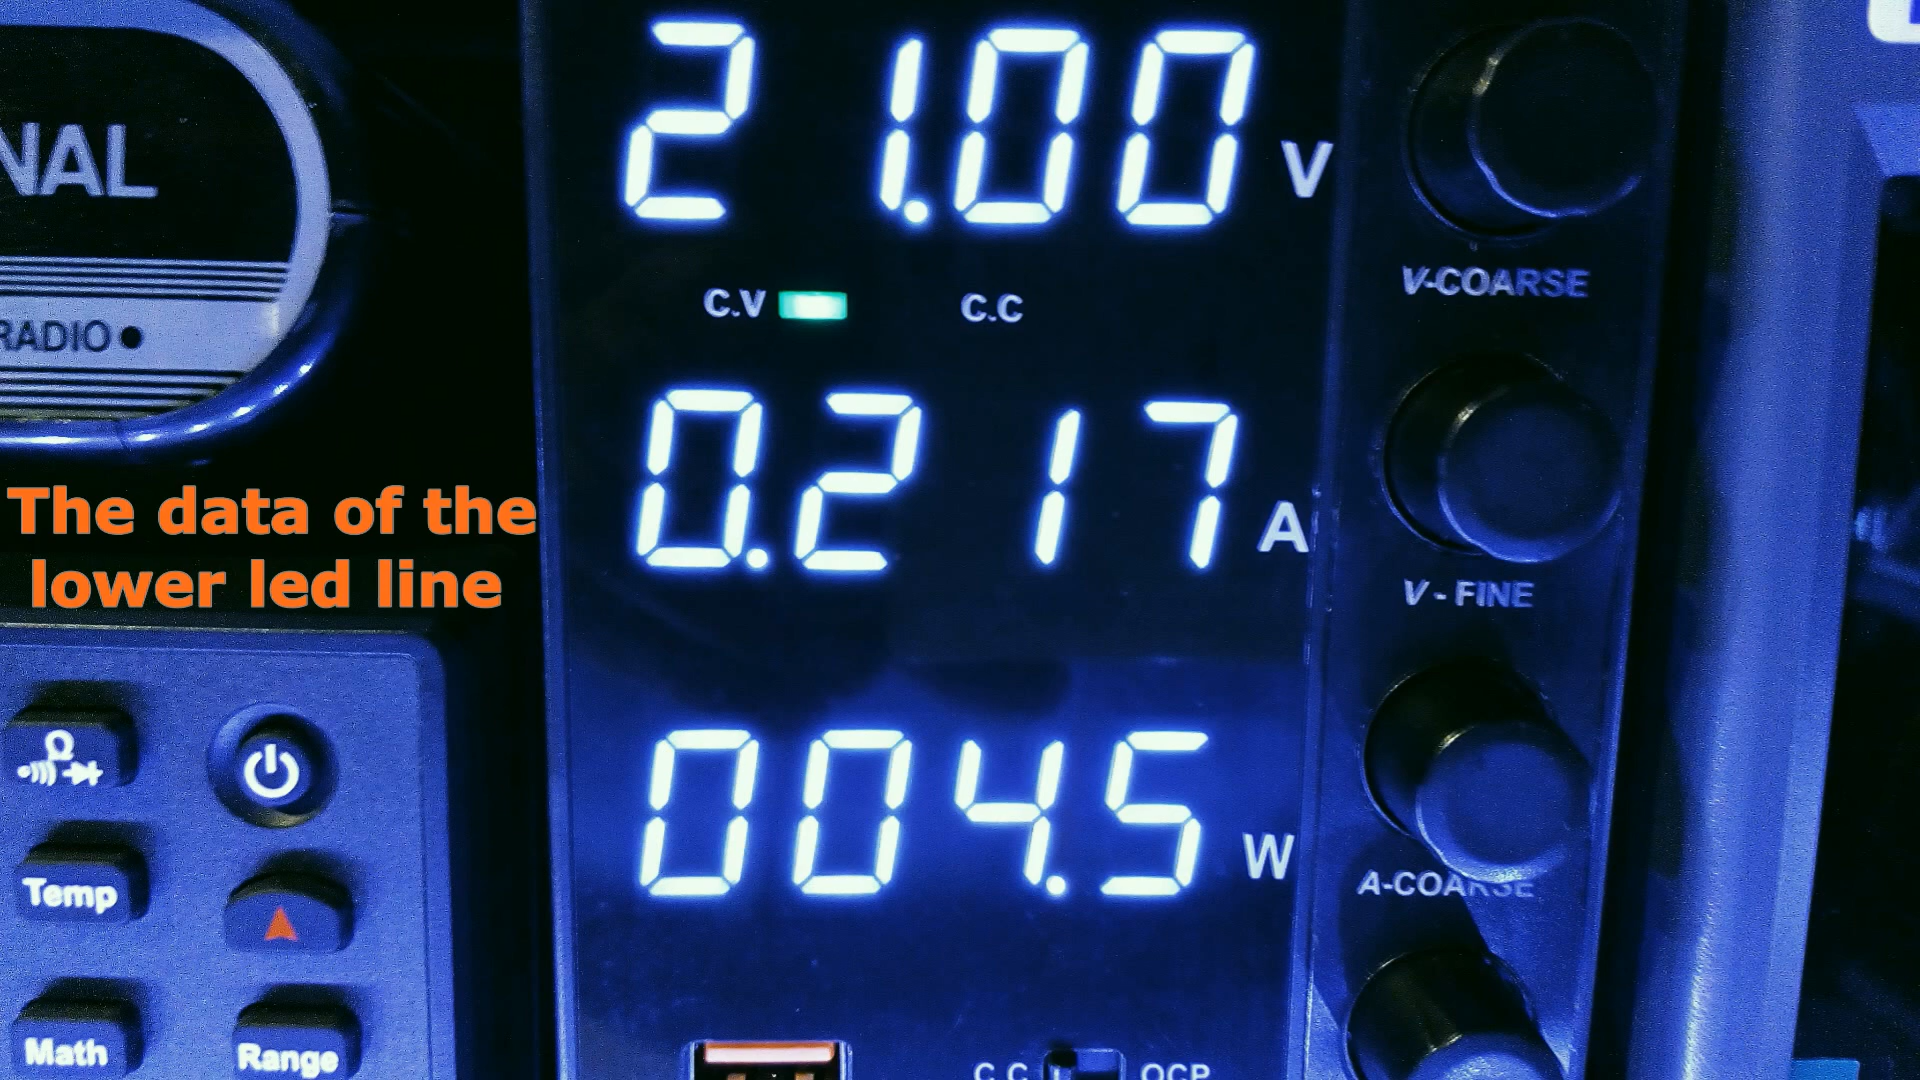 NAL
RADIO
The data of the
lower led line
Temp
Math
Range
21.00 V
C.V C.C
0.217 A
004.5 W
C.C OCP
V-COARSE
V - FINE
A-COARSE